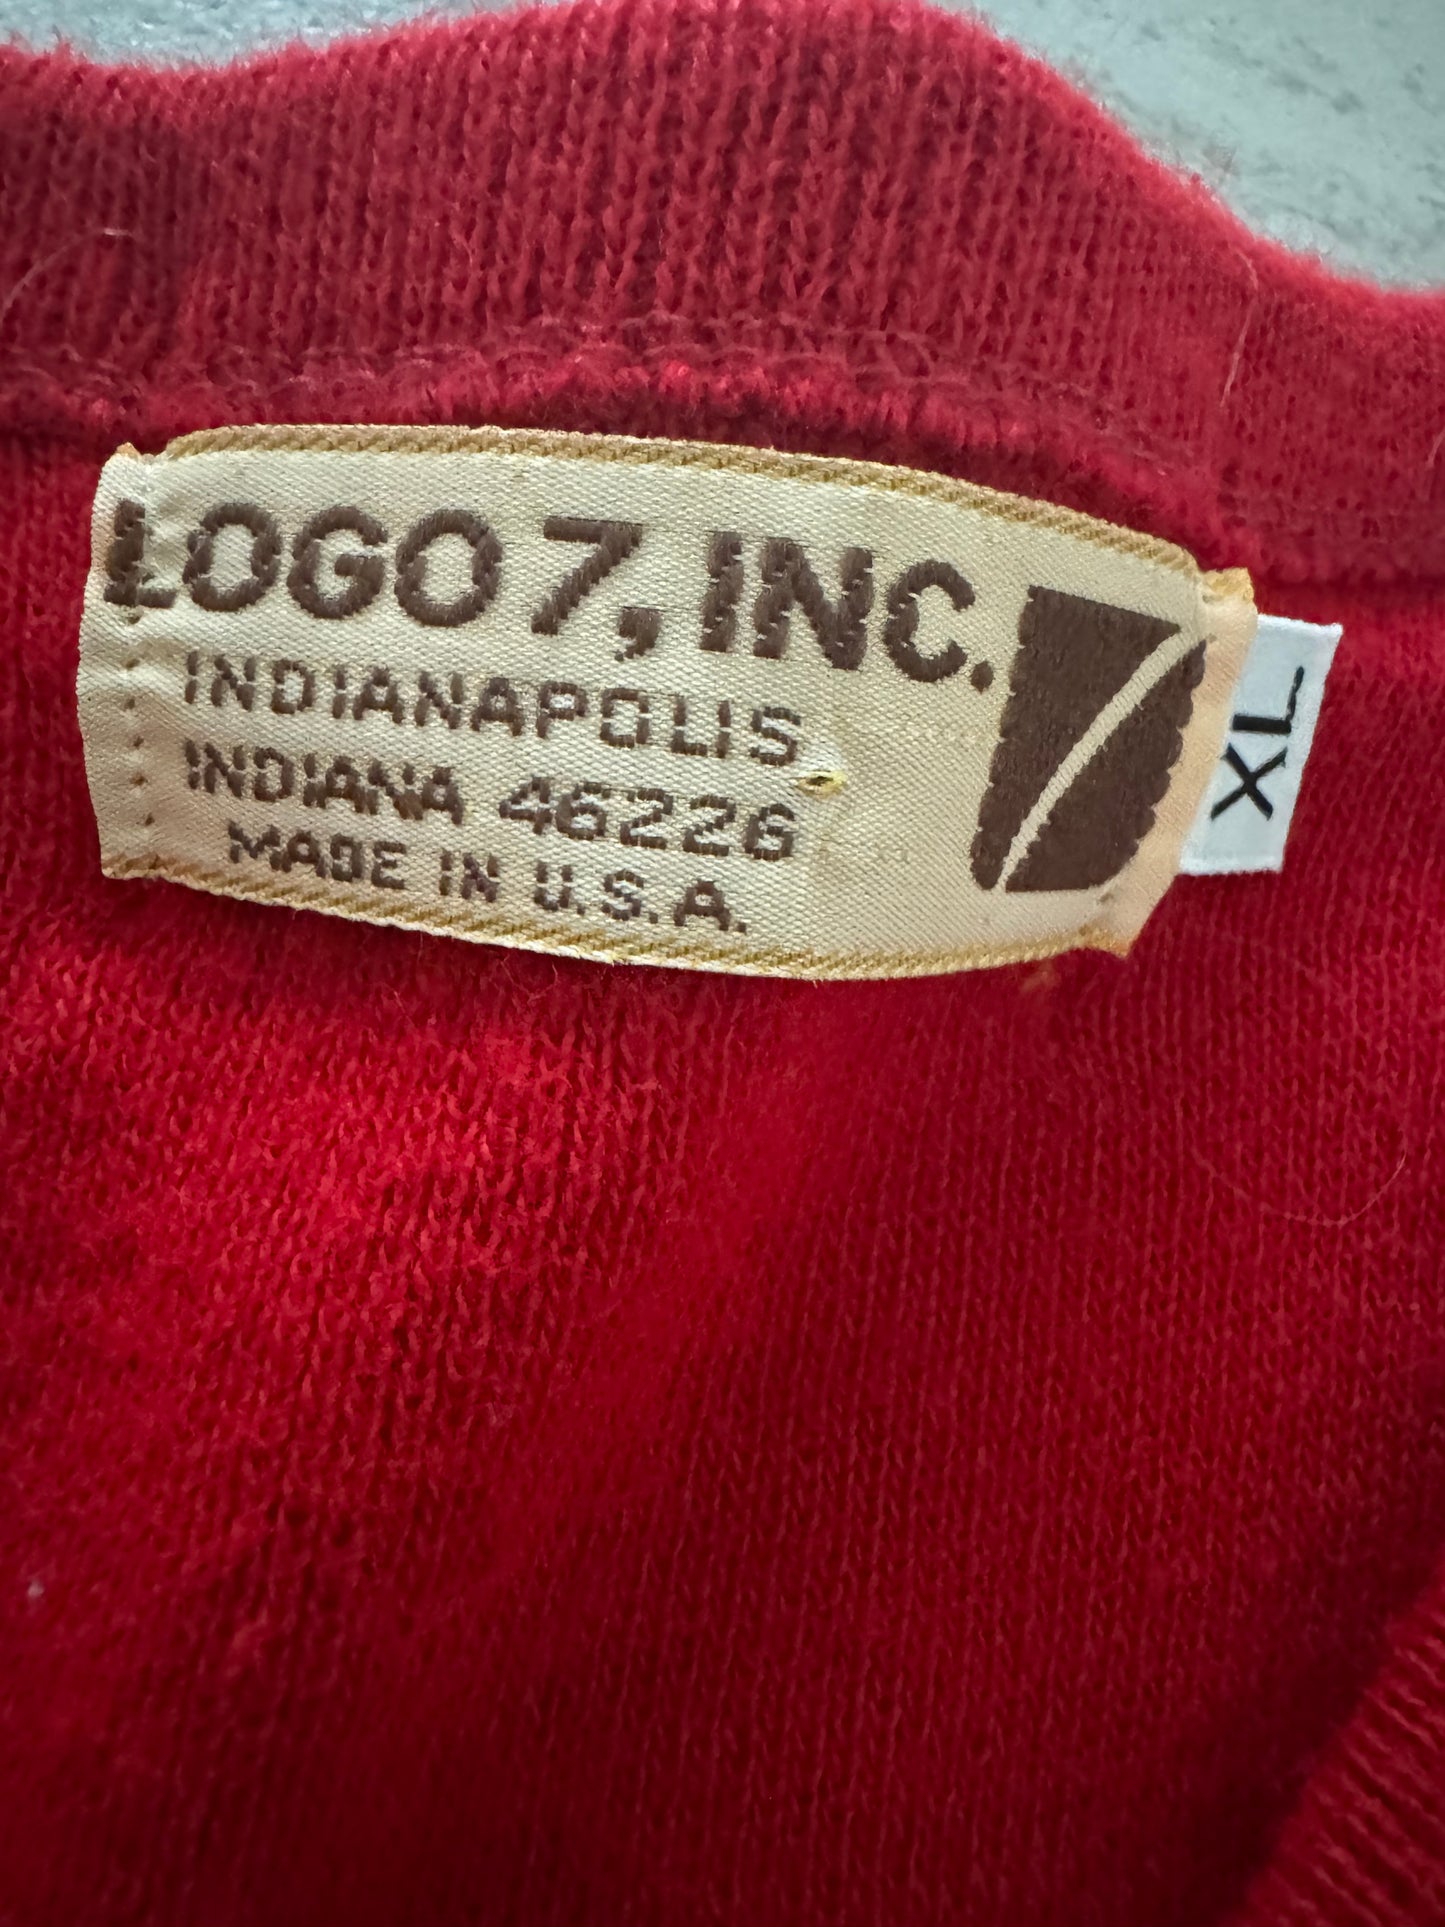 LOGO 7, INC.
INDIANAPOLIS
INDIANA 46226
MADE IN U.S.A.
XL